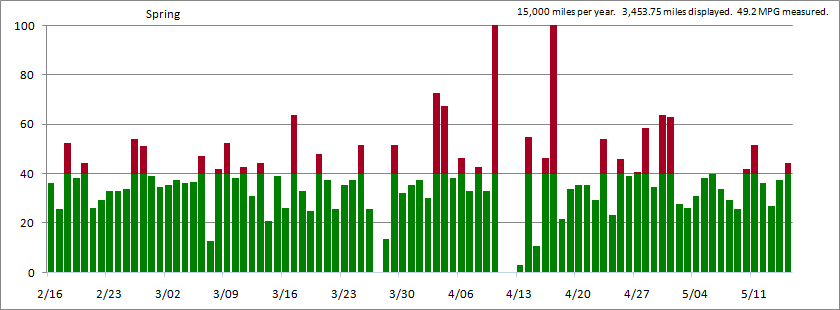 Spring
15,000 miles per year. 3,453.75 miles displayed. 49.2 MPG measured.
100
80
60
40
20
0
2/16 2/23 3/02 3/09 3/16 3/23 3/30 4/06 4/13 4/20 4/27 5/04 5/11